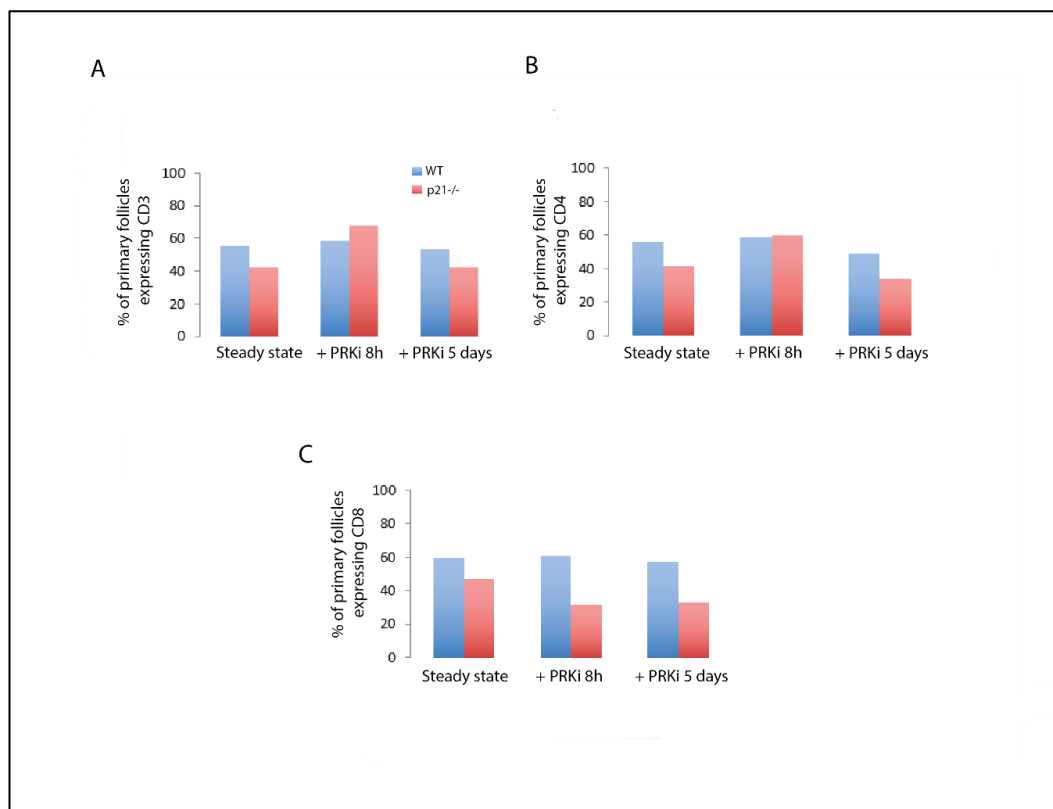 A
% of primary follicles
expressing CD3
100
80
60
40
20
0
WT
p21-/-
Steady state
+ PRKi 8h
+ PRKi 5 days
B
% of primary follicles
expressing CD4
100
80
60
40
20
0
Steady state
+ PRKi 8h
+ PRKi 5 days
C
% of primary follicles
expressing CD8
100
80
60
40
20
0
Steady state
+ PRKi 8h
+ PRKi 5 days